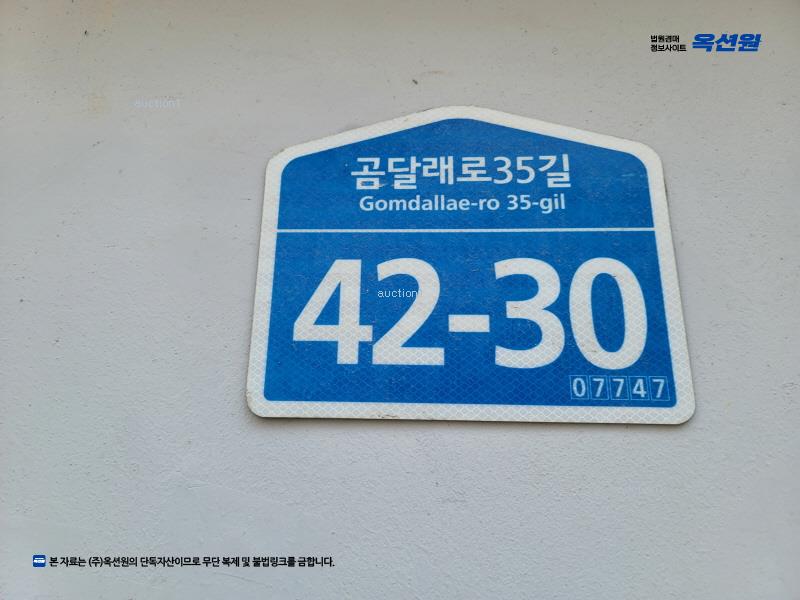 법원경매
정보사이트 옥션원
auction1
곰달래로35길
Gomdallae-ro 35-gil
42-30
auction
07747
본 자료는 (주)옥션원의 단독자산이므로 무단 복제 및 불법링크를 금합니다.